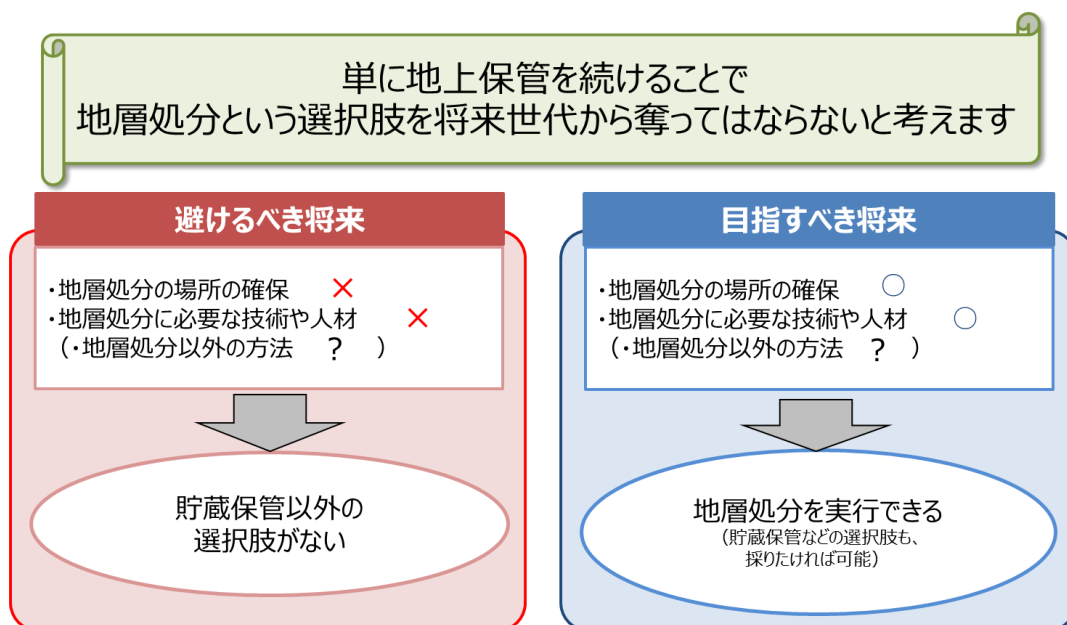 単に地上保管を続けることで
地層処分という選択肢を将来世代から奪ってはならないと考えます
避けるべき将来
・地層処分の場所の確保 ×
・地層処分に必要な技術や人材 ×
（・地層処分以外の方法 ? ）
貯蔵保管以外の
選択肢がない
目指すべき将来
・地層処分の場所の確保 ○
・地層処分に必要な技術や人材 ○
（・地層処分以外の方法 ? ）
地層処分を実行できる
（貯蔵保管などの選択肢も、
採りたければ可能）